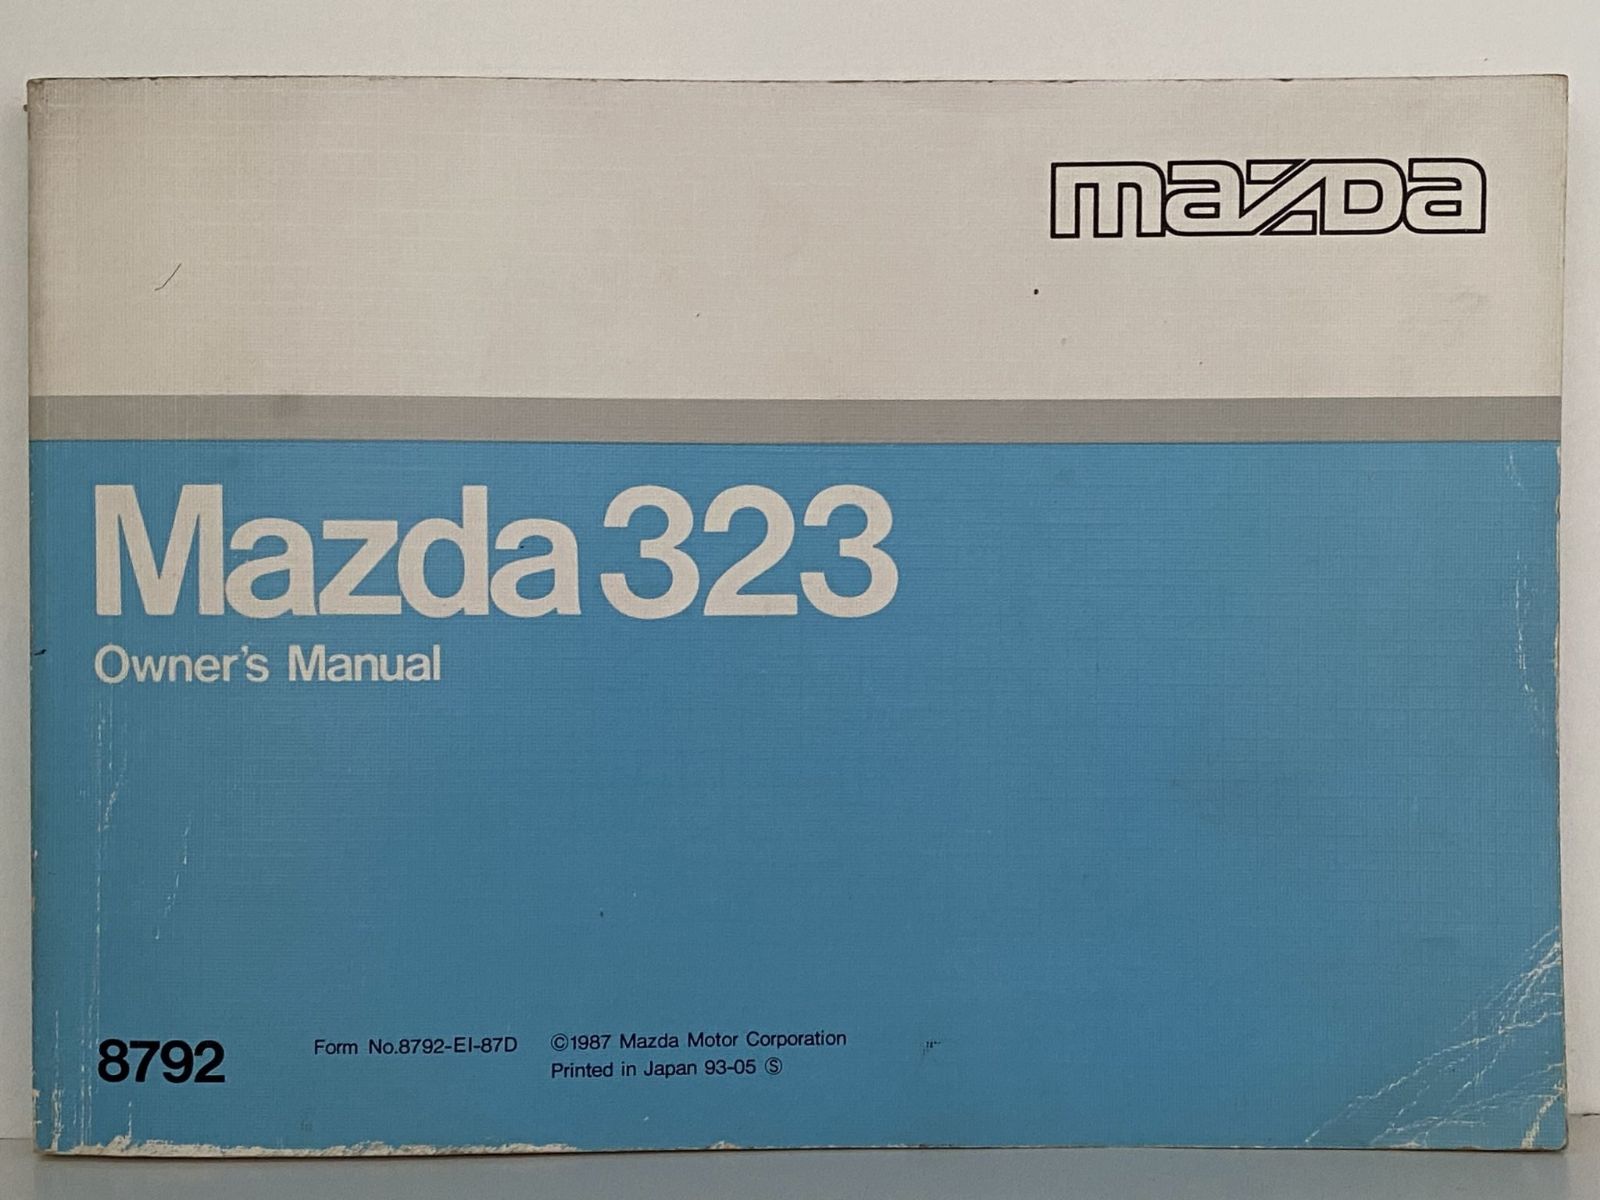 mazda
Mazda 323
Owner's Manual
8792
Form No.8792-EI-87D
©1987 Mazda Motor Corporation
Printed in Japan 93-05 Ⓢ